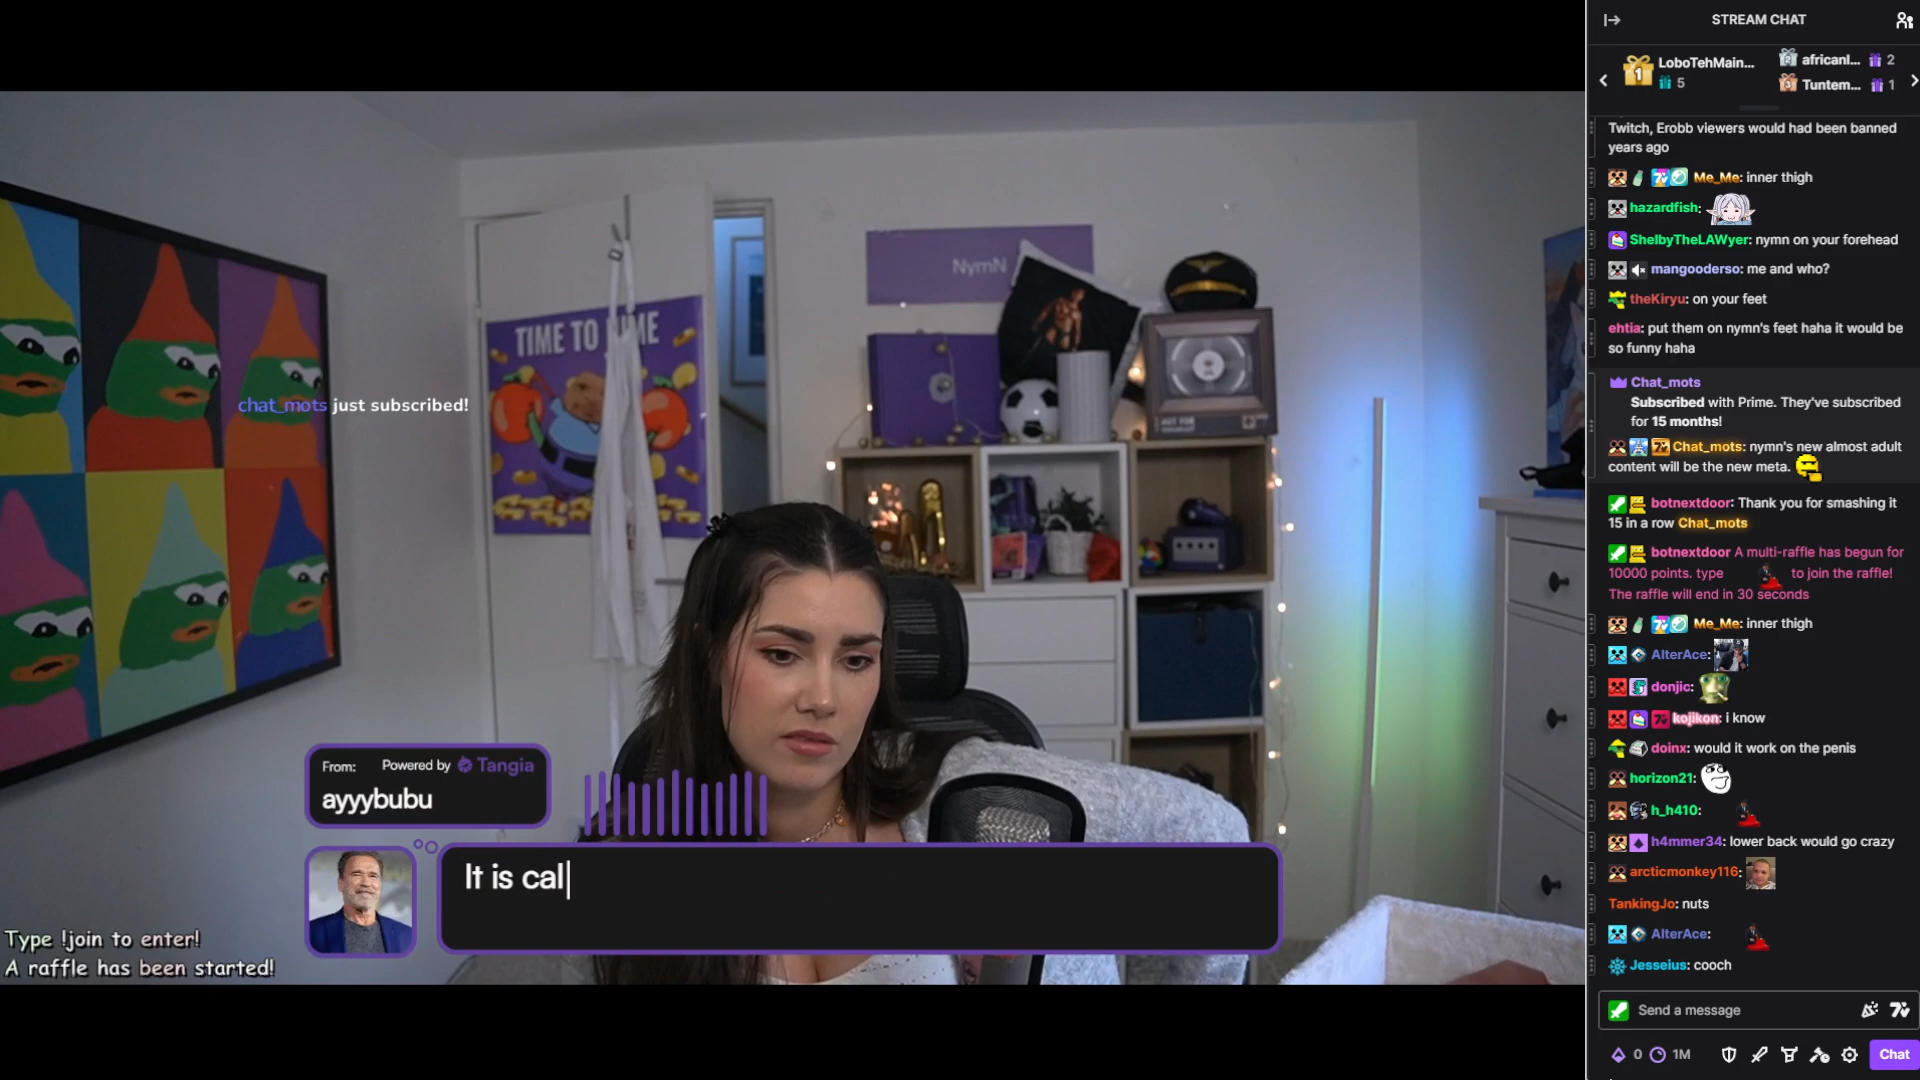 NymN
TIME TO
chat_mots just subscribed!
From:
Powered by Tangia
ayyybubu
It is cal
Type !join to enter!
A raffle has been started!
STREAM CHAT
1
LoboTehMain...
5
africanl... 2
Tuntem... 1
Twitch, Erobb viewers would had been banned
years ago
Me_Me: inner thigh
hazardfish:
ShelbyTheLAWyer: nymn on your forehead
mangooderso: me and who?
theKiryu: on your feet
ehtia: put them on nymn's feet haha it would be
so funny haha
Chat_mots
Subscribed with Prime. They've subscribed
for 15 months!
Chat_mots: nymn's new almost adult
content will be the new meta.
botnextdoor: Thank you for smashing it
15 in a row Chat_mots
botnextdoor A multi-raffle has begun for
10000 points. type to join the raffle!
The raffle will end in 30 seconds
Me_Me: inner thigh
AlterAce:
donjic:
kojikon: i know
doinx: would it work on the penis
horizon21:
h_h410:
h4mmer34: lower back would go crazy
arcticmonkey116:
TankingJo: nuts
AlterAce:
Jesseius: cooch
Send a message
0 1M
Chat